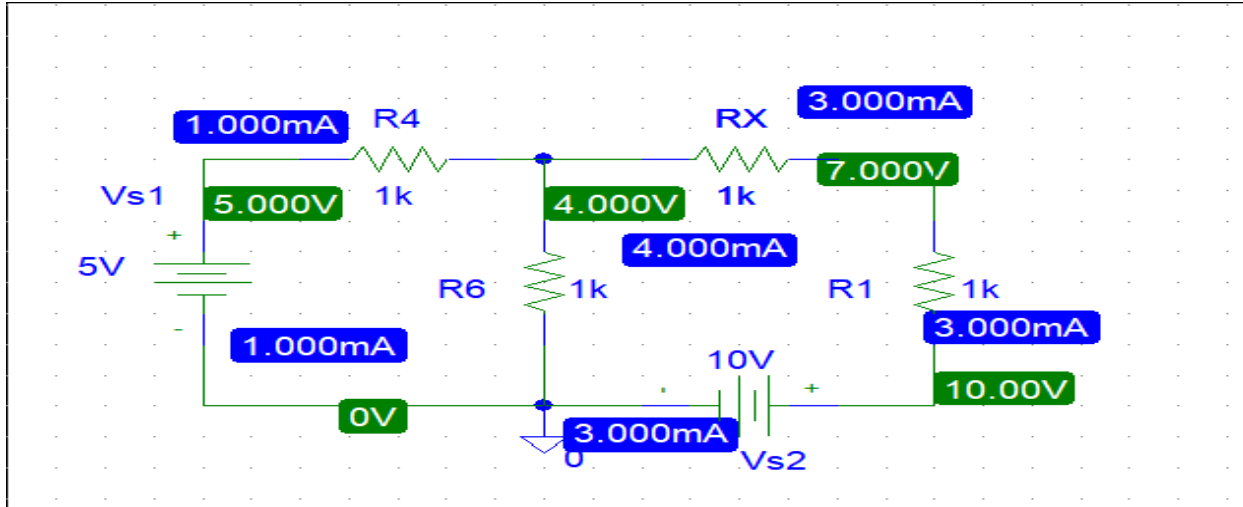 3.000mA
1.000mA
R4
RX
7.000V
Vs1
5.000V
1k
4.000V
1k
+
4.000mA
5V
R6
1k
R1
1k
-
1.000mA
3.000mA
10V
- +
10.00V
0V
3.000mA
0
Vs2